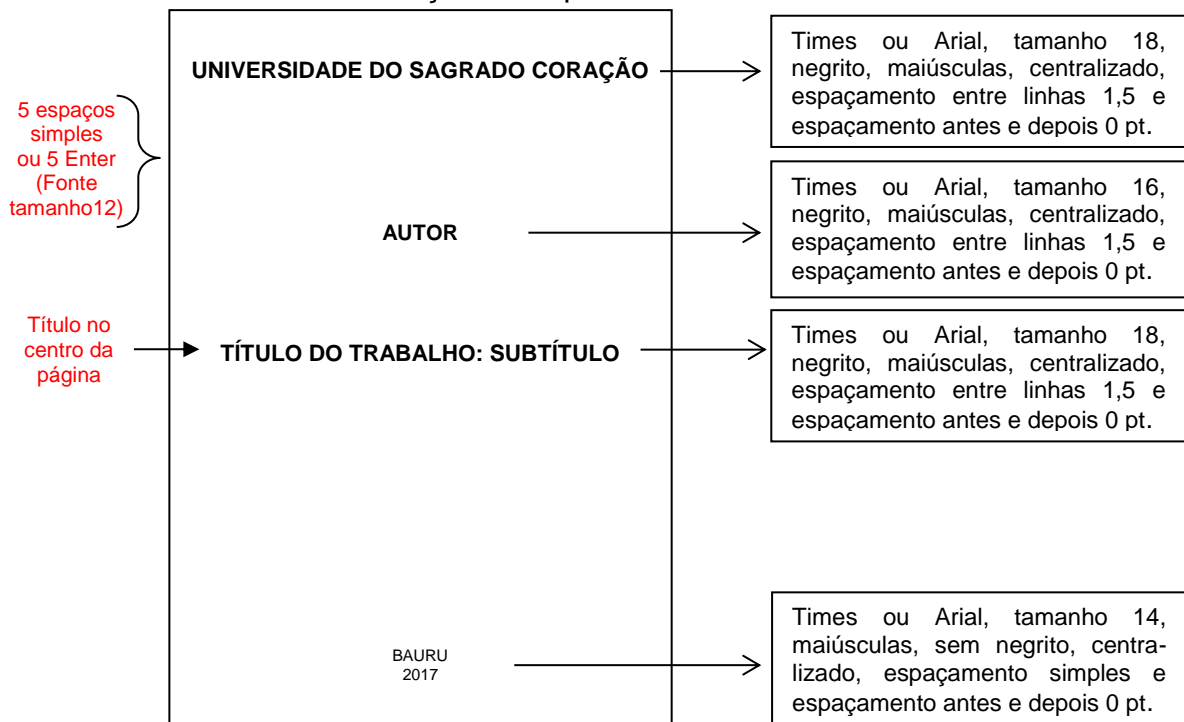 UNIVERSIDADE DO SAGRADO CORAÇÃO
Times ou Arial, tamanho 18,
negrito, maiúsculas, centralizado,
espaçamento entre linhas 1,5 e
espaçamento antes e depois 0 pt.
5 espaços
simples
ou 5 Enter
(Fonte
tamanho12)
AUTOR
Times ou Arial, tamanho 16,
negrito, maiúsculas, centralizado,
espaçamento entre linhas 1,5 e
espaçamento antes e depois 0 pt.
Título no
centro da
página
TÍTULO DO TRABALHO: SUBTÍTULO
Times ou Arial, tamanho 18,
negrito, maiúsculas, centralizado,
espaçamento entre linhas 1,5 e
espaçamento antes e depois 0 pt.
BAURU
2017
Times ou Arial, tamanho 14,
maiúsculas, sem negrito, centra-
lizado, espaçamento simples e
espaçamento antes e depois 0 pt.